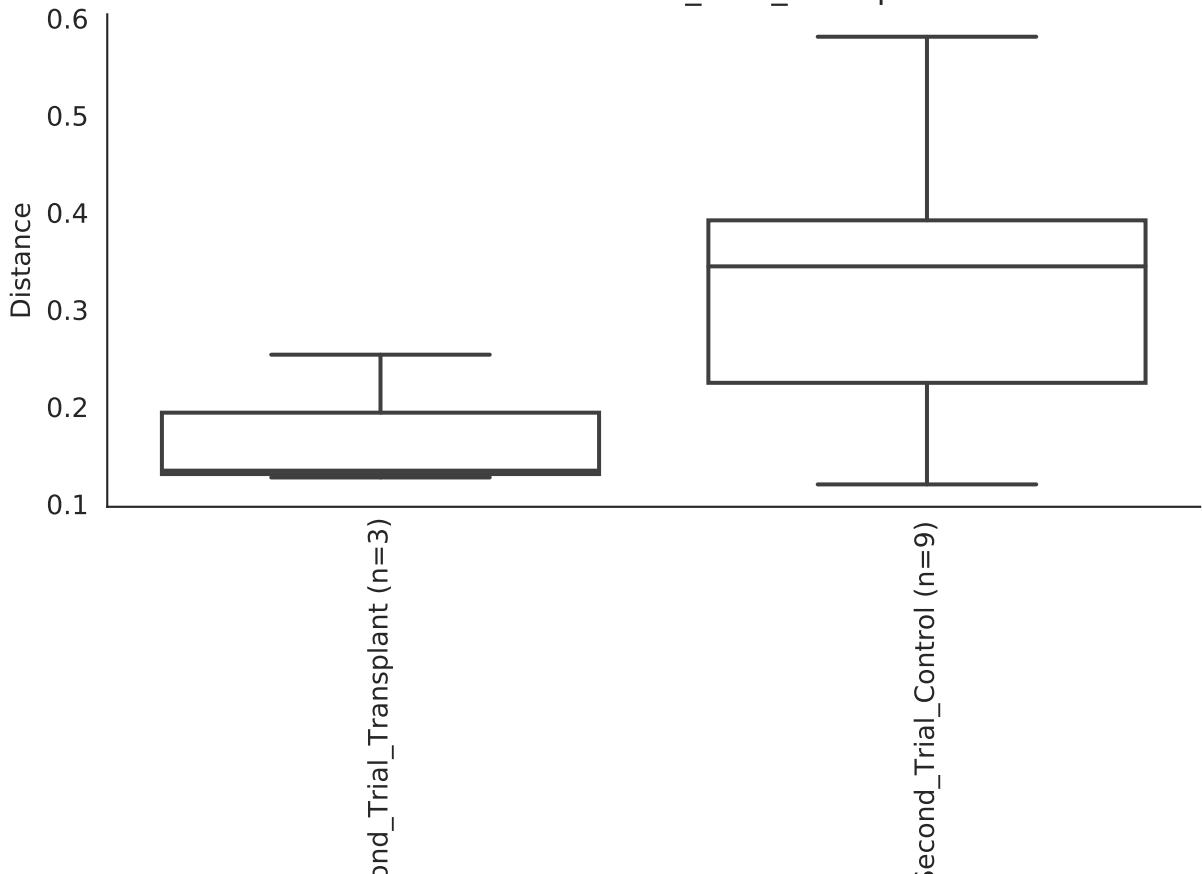 0.6
0.5
0.4
0.3
0.2
0.1
Distance
ond_Trial_Transplant (n=3)
Second_Trial_Control (n=9)